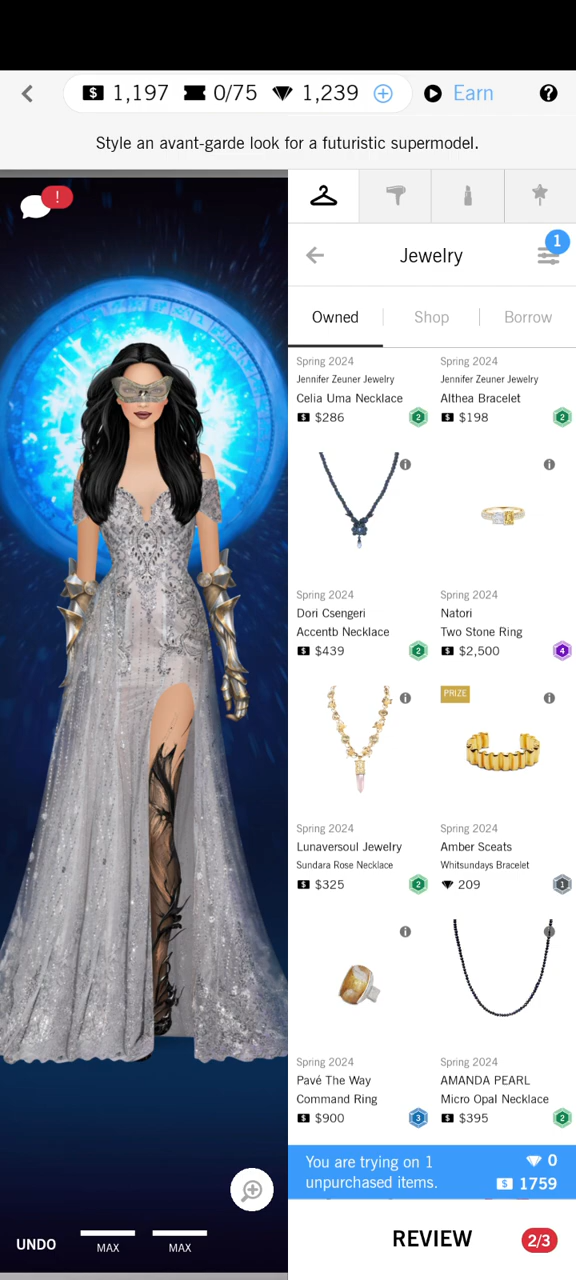 1,197 0/75 1,239 Earn ?
Style an avant-garde look for a futuristic supermodel.
!
1
Jewelry
Owned Shop Borrow
Spring 2024
Jennifer Zeuner Jewelry
Celia Uma Necklace
$286 2
Spring 2024
Jennifer Zeuner Jewelry
Althea Bracelet
$198 2
Spring 2024
Dori Csengeri
Accentb Necklace
$439 2
Spring 2024
Natori
Two Stone Ring
$2,500 4
Spring 2024
Lunaversoul Jewelry
Sundara Rose Necklace
$325 2
PRIZE
Spring 2024
Amber Sceats
Whitsundays Bracelet
209 1
Spring 2024
Pavé The Way
Command Ring
$900 3
Spring 2024
AMANDA PEARL
Micro Opal Necklace
$395 2
You are trying on 1
unpurchased items.
0
1759
UNDO MAX MAX
REVIEW 2/3